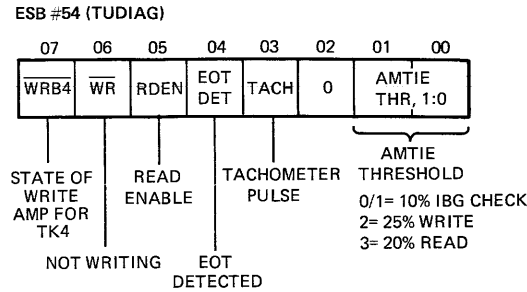 ESB #54 (TUDIAG)
07 06 05 04 03 02 01 00
WRB4 WR RDEN EOT DET TACH 0 AMTIE THR, 1:0
STATE OF WRITE AMP FOR TK4
NOT WRITING
READ ENABLE
EOT DETECTED
TACHOMETER PULSE
AMTIE THRESHOLD
0/1= 10% IBG CHECK
2= 25% WRITE
3= 20% READ